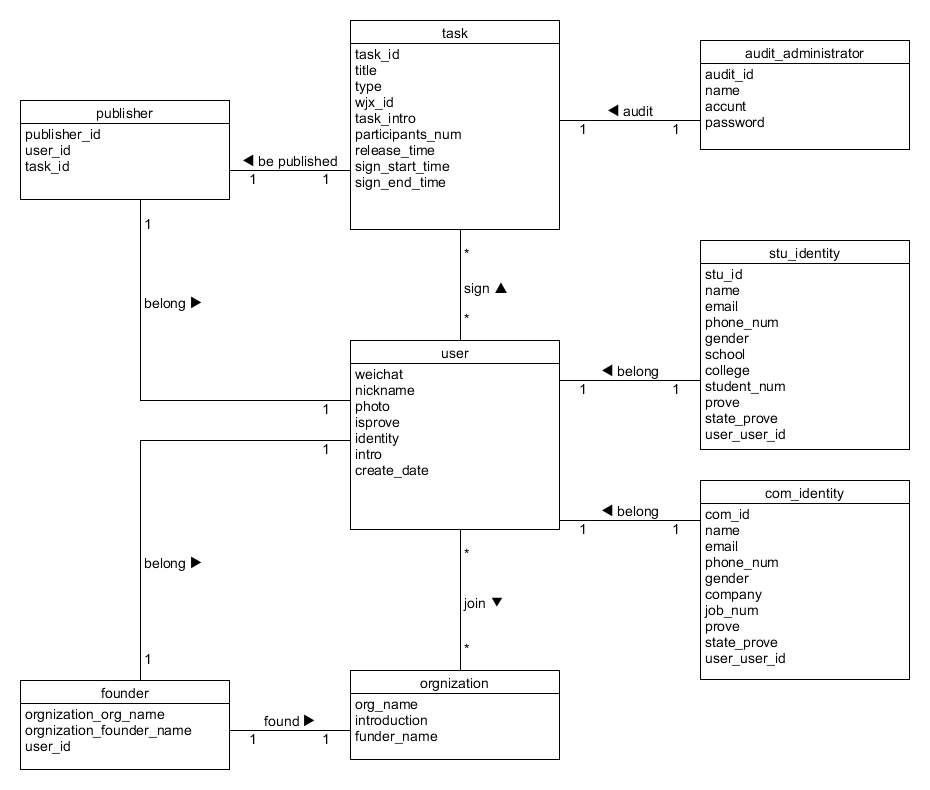 task
task_id
title
type
wjx_id
task_intro
participants_num
release_time
sign_start_time
sign_end_time
audit_administrator
audit_id
name
accunt
password
◀ audit
1 1
publisher
publisher_id
user_id
task_id
◀ be published
1 1
1
belong ▶
1
*
sign ▲
*
user
weichat
nickname
photo
isprove
identity
intro
create_date
stu_identity
stu_id
name
email
phone_num
gender
school
college
student_num
prove
state_prove
user_user_id
◀ belong
1 1
com_identity
com_id
name
email
phone_num
gender
company
job_num
prove
state_prove
user_user_id
◀ belong
1 1
1
belong ▶
1
*
join ▼
*
founder
orgnization_org_name
orgnization_founder_name
user_id
found ▶
1 1
orgnization
org_name
introduction
funder_name